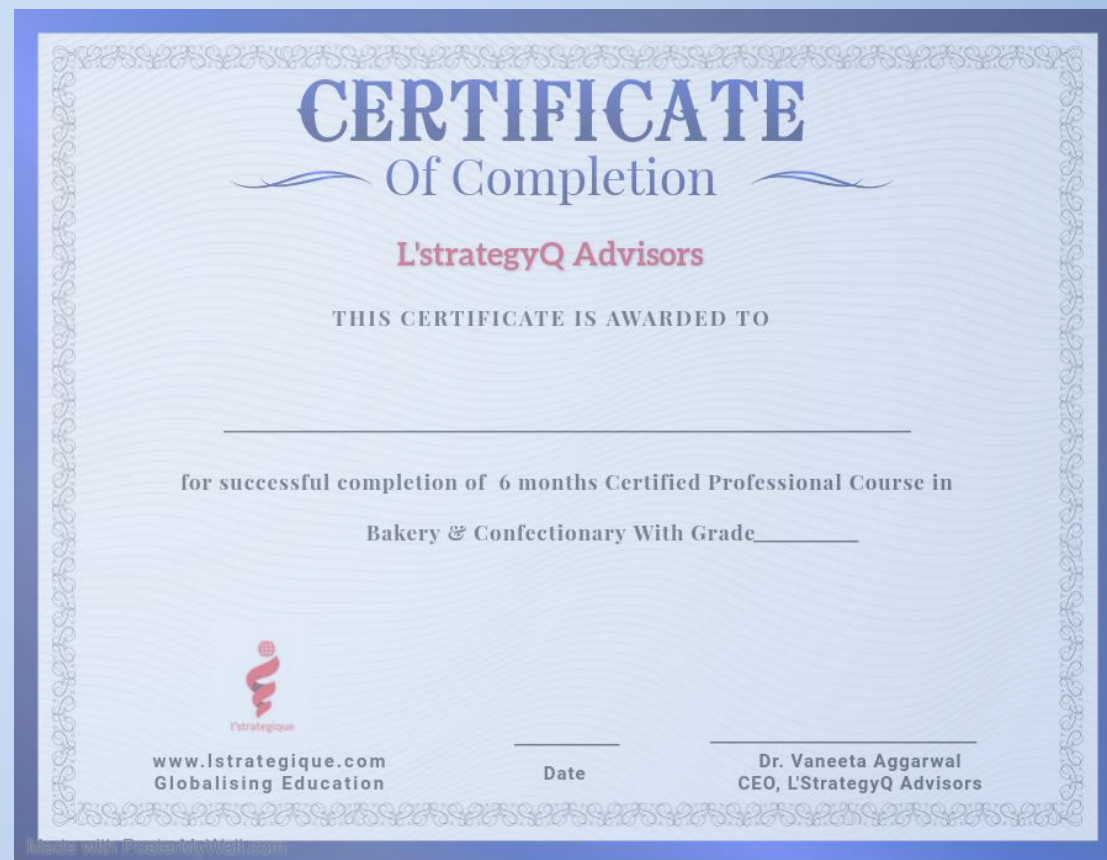 CERTIFICATE
Of Completion
L'strategyQ Advisors
THIS CERTIFICATE IS AWARDED TO
for successful completion of 6 months Certified Professional Course in
Bakery & Confectionary With Grade
l'strategique
www.lstrategique.com
Globalising Education
Date
Dr. Vaneeta Aggarwal
CEO, L'StrategyQ Advisors
Made with PosterMyWall.com